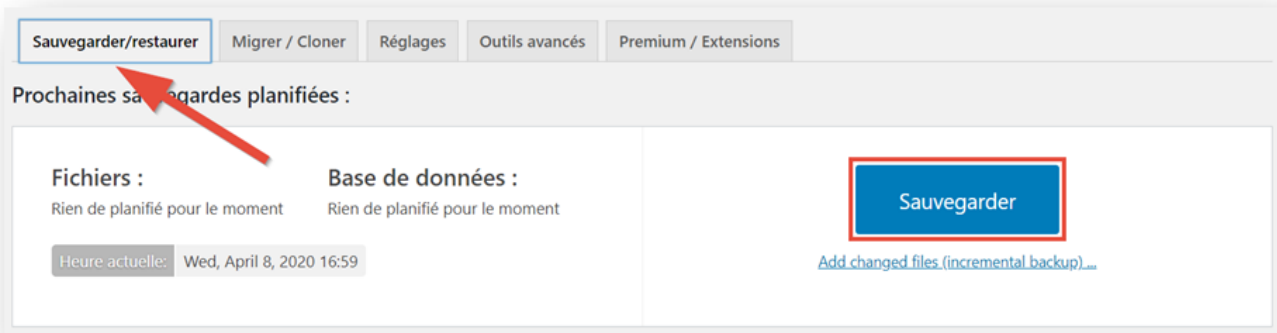 Sauvegarder/restaurer Migrer / Cloner Réglages Outils avancés Premium / Extensions
Prochaines sauvegardes planifiées :
Fichiers : Base de données :
Rien de planifié pour le moment Rien de planifié pour le moment
Sauvegarder
Heure actuelle: Wed, April 8, 2020 16:59
Add changed files (incremental backup) ...